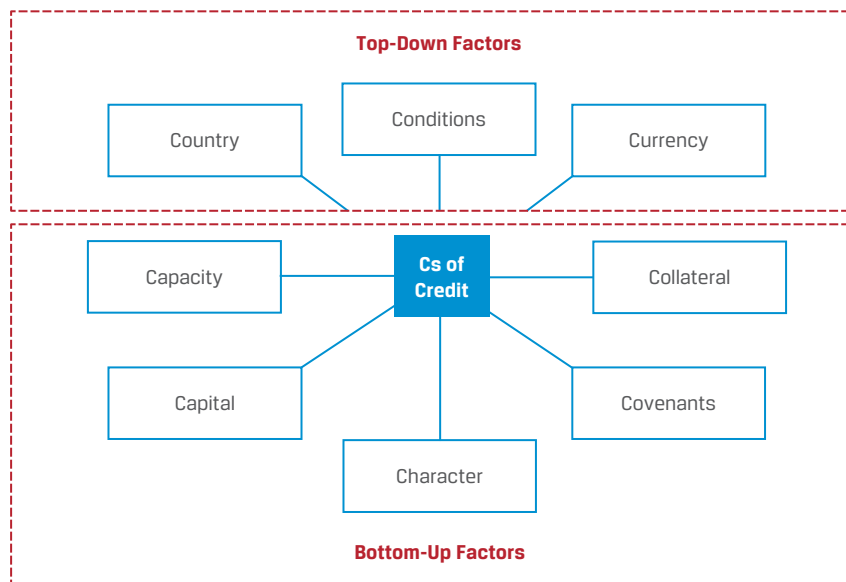 Top-Down Factors
Conditions
Country
Currency
Capacity
Cs of
Credit
Collateral
Capital
Covenants
Character
Bottom-Up Factors